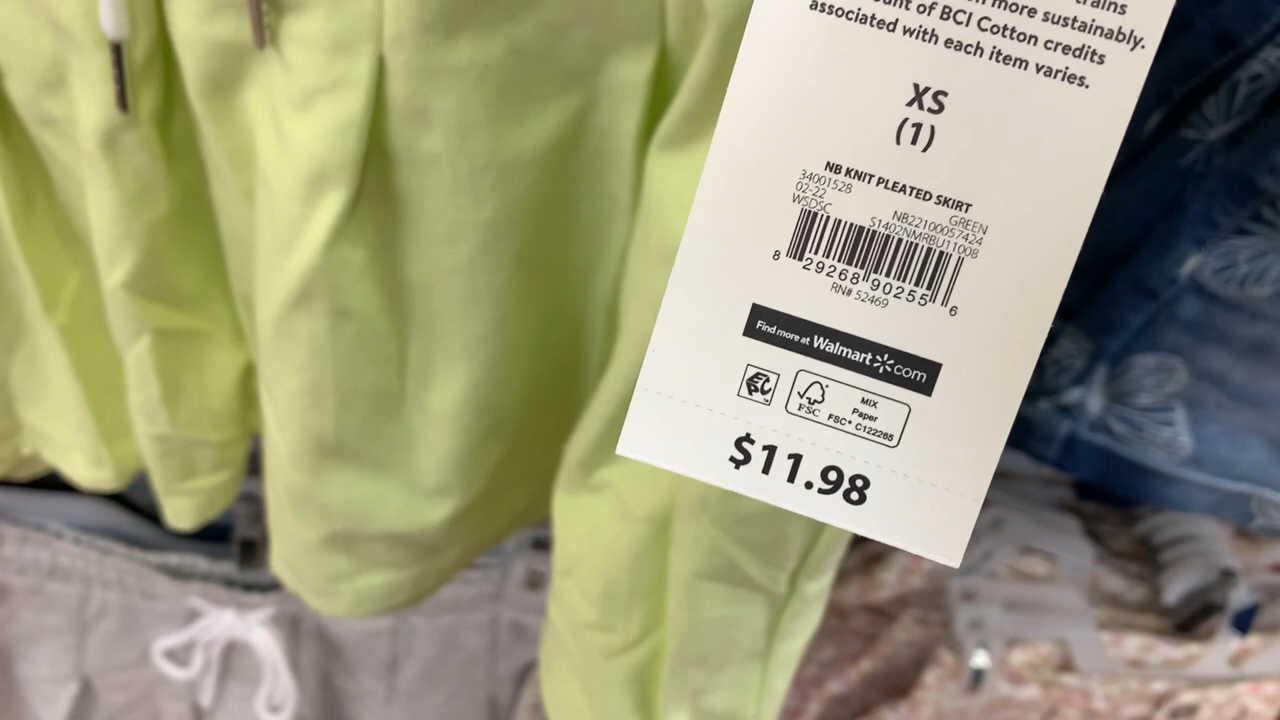 trains
more sustainably.
of BCI Cotton credits
associated with each item varies.
XS
(1)
NB KNIT PLEATED SKIRT
34001528
02-22
GREEN
WSDSC
NB22100057424
S1402NMRBU11008
8 29268 90255 6
RN# 52469
Find more at Walmart.com
EPC™
FSC
MIX
Paper
FSC® C122265
$11.98